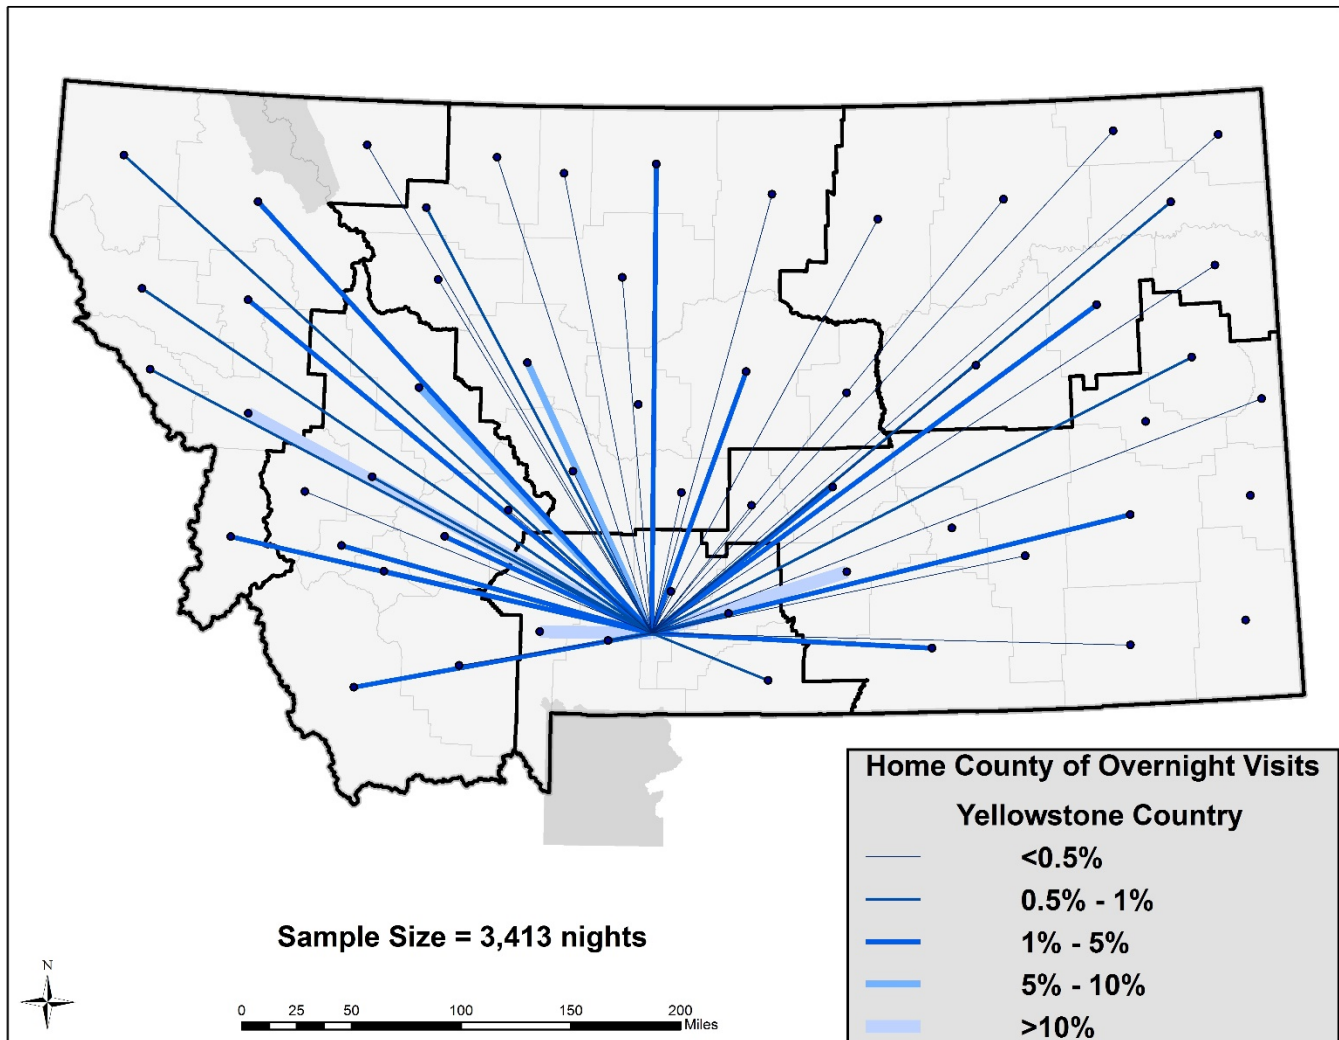 Home County of Overnight Visits
Yellowstone Country
<0.5%
0.5% - 1%
1% - 5%
5% - 10%
>10%
Sample Size = 3,413 nights
N
0 25 50 100 150 200
Miles